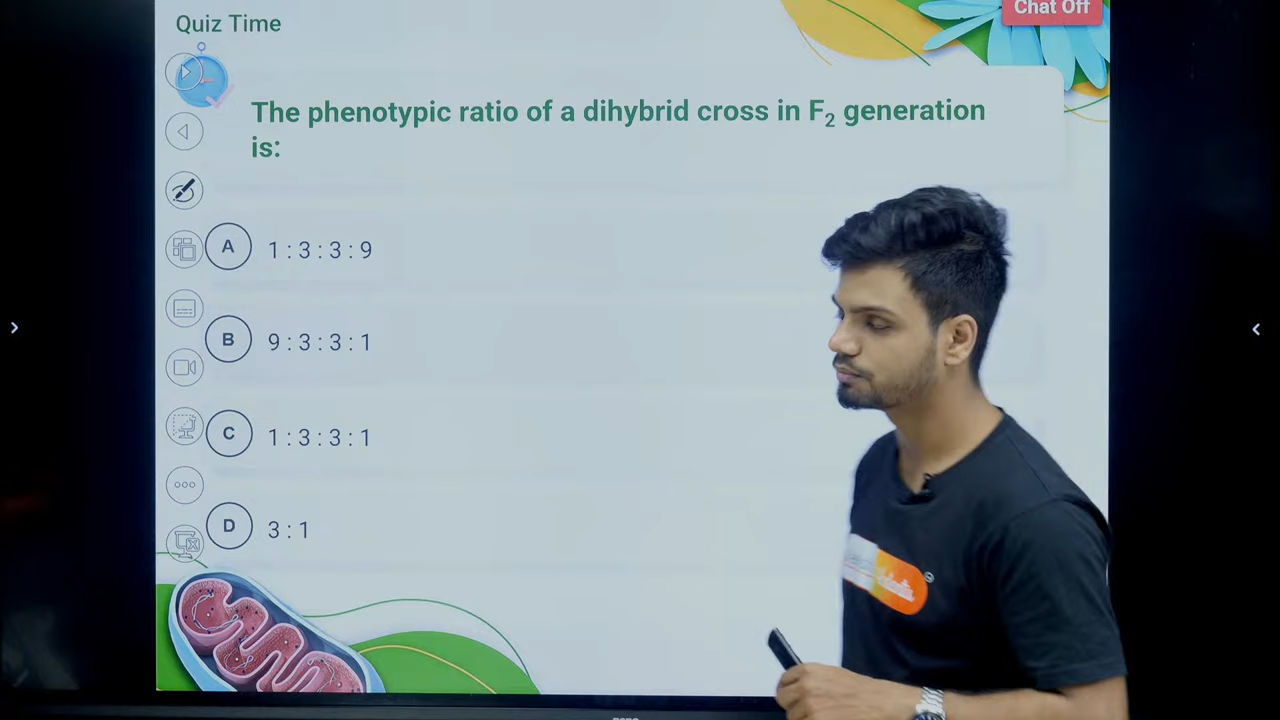 Quiz Time
Chat Off
The phenotypic ratio of a dihybrid cross in F₂ generation
is:
A 1 : 3 : 3 : 9
B 9 : 3 : 3 : 1
C 1 : 3 : 3 : 1
D 3 : 1